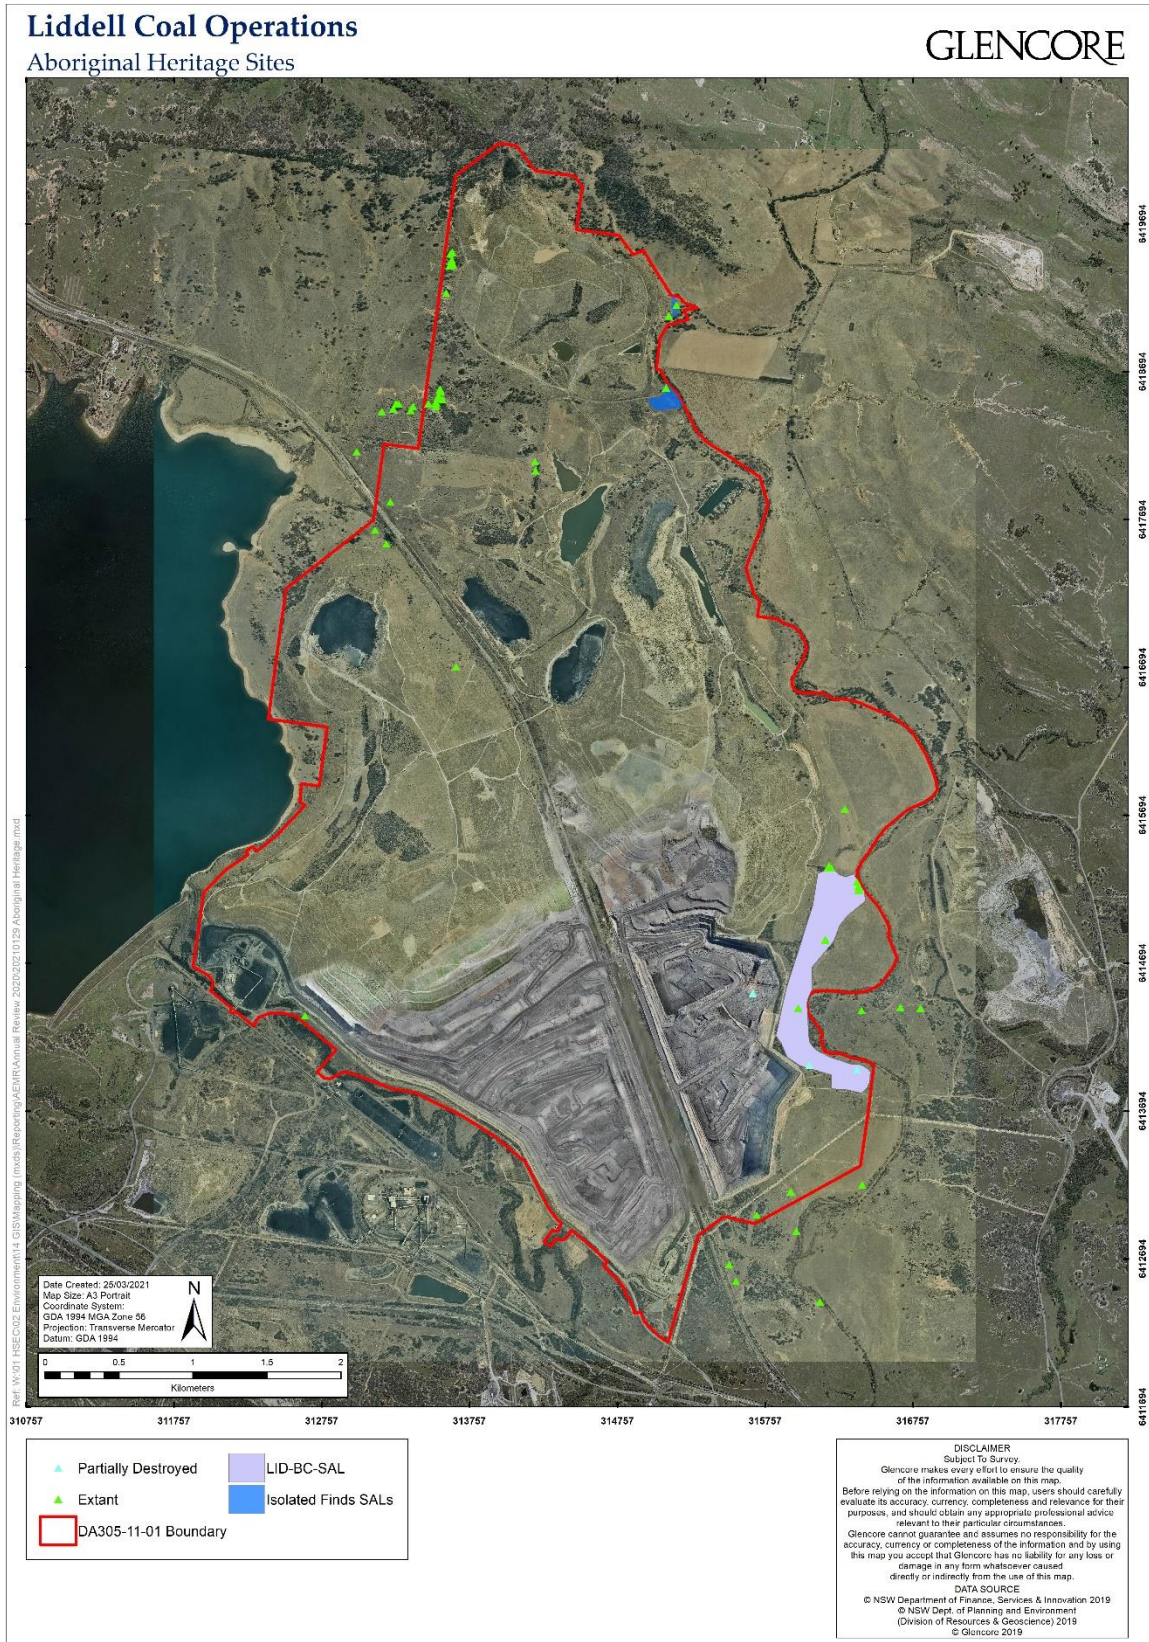 Liddell Coal Operations
Aboriginal Heritage Sites
GLENCORE
6419694
6418694
6417694
6416694
6415694
6414694
6413694
6412694
6411694
Date Created: 25/03/2021
Map Size: A3 Portrait
Coordinate System:
GDA 1994 MGA Zone 56
Projection: Transverse Mercator
Datum: GDA 1994
N
0 0.5 1 1.5 2
Kilometers
310757 311757 312757 313757 314757 315757 316757 317757
Partially Destroyed
Extant
DA305-11-01 Boundary
LID-BC-SAL
Isolated Finds SALs
DISCLAIMER
Subject To Survey.
Glencore makes every effort to ensure the quality
of the information available on this map.
Before relying on the information on this map, users should carefully
evaluate its accuracy, currency, completeness and relevance for their
purposes, and should obtain any appropriate professional advice
relevant to their particular circumstances.
Glencore cannot guarantee and assumes no responsibility for the
accuracy, currency or completeness of the information and by using
this map you accept that Glencore has no liability for any loss or
damage in any form whatsoever caused
directly or indirectly from the use of this map.
DATA SOURCE
© NSW Department of Finance, Services & Innovation 2019
© NSW Dept. of Planning and Environment
(Division of Resources & Geoscience) 2019
© Glencore 2019